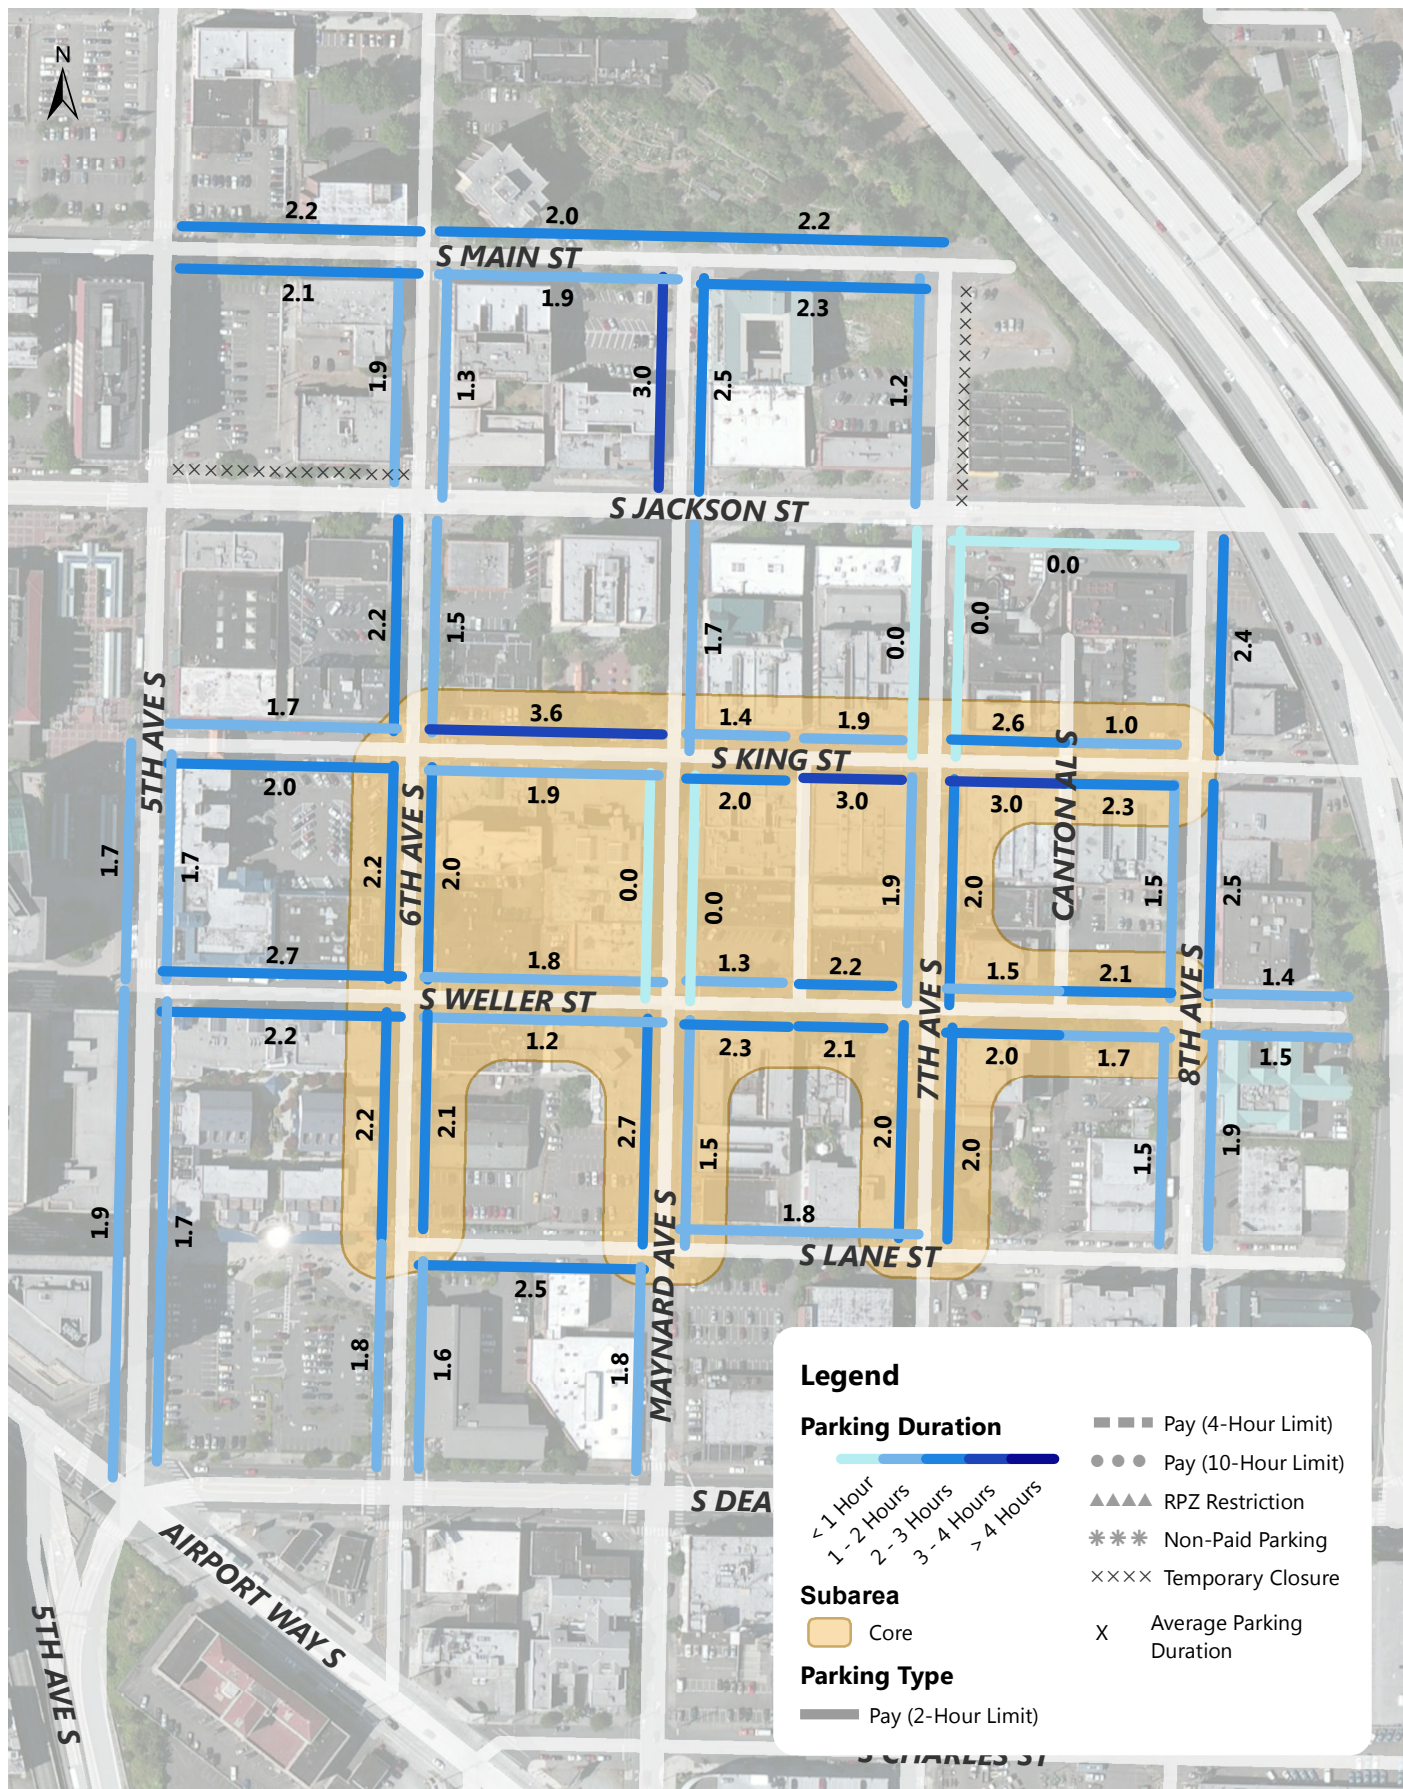 N
2.2
2.0
2.2
S MAIN ST
2.1
1.9
2.3
1.9
1.3
3.0
2.5
1.2
S JACKSON ST
0.0
2.2
1.5
1.7
0.0
0.0
2.4
5TH AVE S
1.7
3.6
1.4
1.9
2.6
1.0
S KING ST
2.0
1.9
2.0
3.0
3.0
2.3
CANTON AL S
6TH AVE S
1.7
1.7
2.2
2.0
0.0
0.0
1.9
2.0
1.5
2.5
2.7
1.8
1.3
2.2
1.5
2.1
1.4
S WELLER ST
7TH AVE S
8TH AVE S
2.2
1.2
2.3
2.1
2.0
1.7
1.5
2.2
2.1
2.7
1.5
2.0
2.0
1.5
1.9
1.9
1.7
1.8
S LANE ST
MAYNARD AVE S
2.5
1.8
1.6
1.8
S DEA
AIRPORT WAY S
5TH AVE S
Legend
Parking Duration
< 1 Hour
1 - 2 Hours
2 - 3 Hours
3 - 4 Hours
> 4 Hours
Subarea
Core
Parking Type
Pay (2-Hour Limit)
Pay (4-Hour Limit)
Pay (10-Hour Limit)
RPZ Restriction
Non-Paid Parking
Temporary Closure
X
Average Parking
Duration
S CHARLES ST